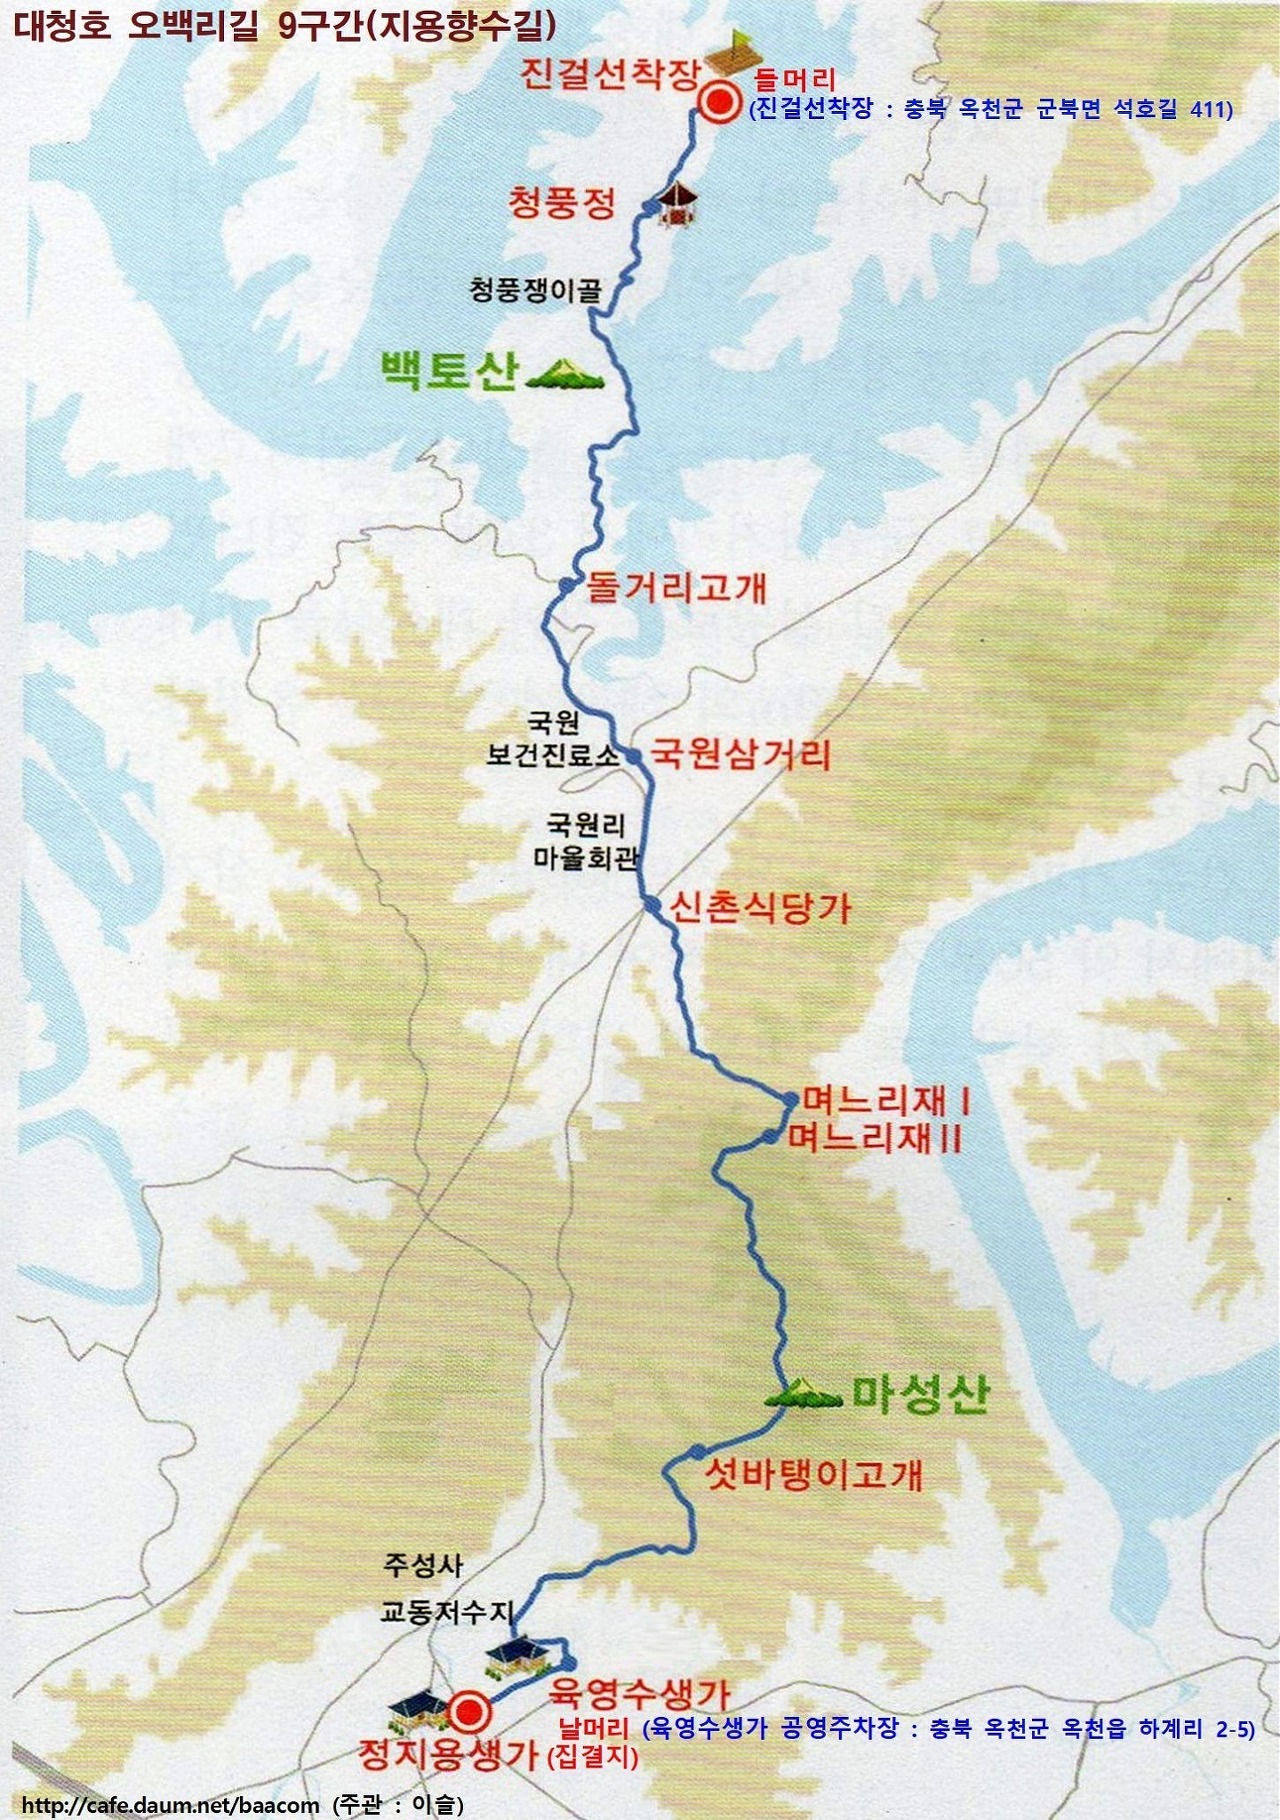 대청호 오백리길 9구간(지용향수길)
진걸선착장
들머리
(진걸선착장 : 충북 옥천군 군북면 석호길 411)
청풍정
청풍쟁이골
백토산
돌거리고개
국원
보건진료소
국원삼거리
국원리
마을회관
신촌식당가
며느리재 I
며느리재 II
마성산
섯바탱이고개
주성사
교동저수지
육영수생가
날머리 (육영수생가 공영주차장 : 충북 옥천군 옥천읍 하계리 2-5)
정지용생가 (집결지)
http://cafe.daum.net/baacom (주관 : 이슬)